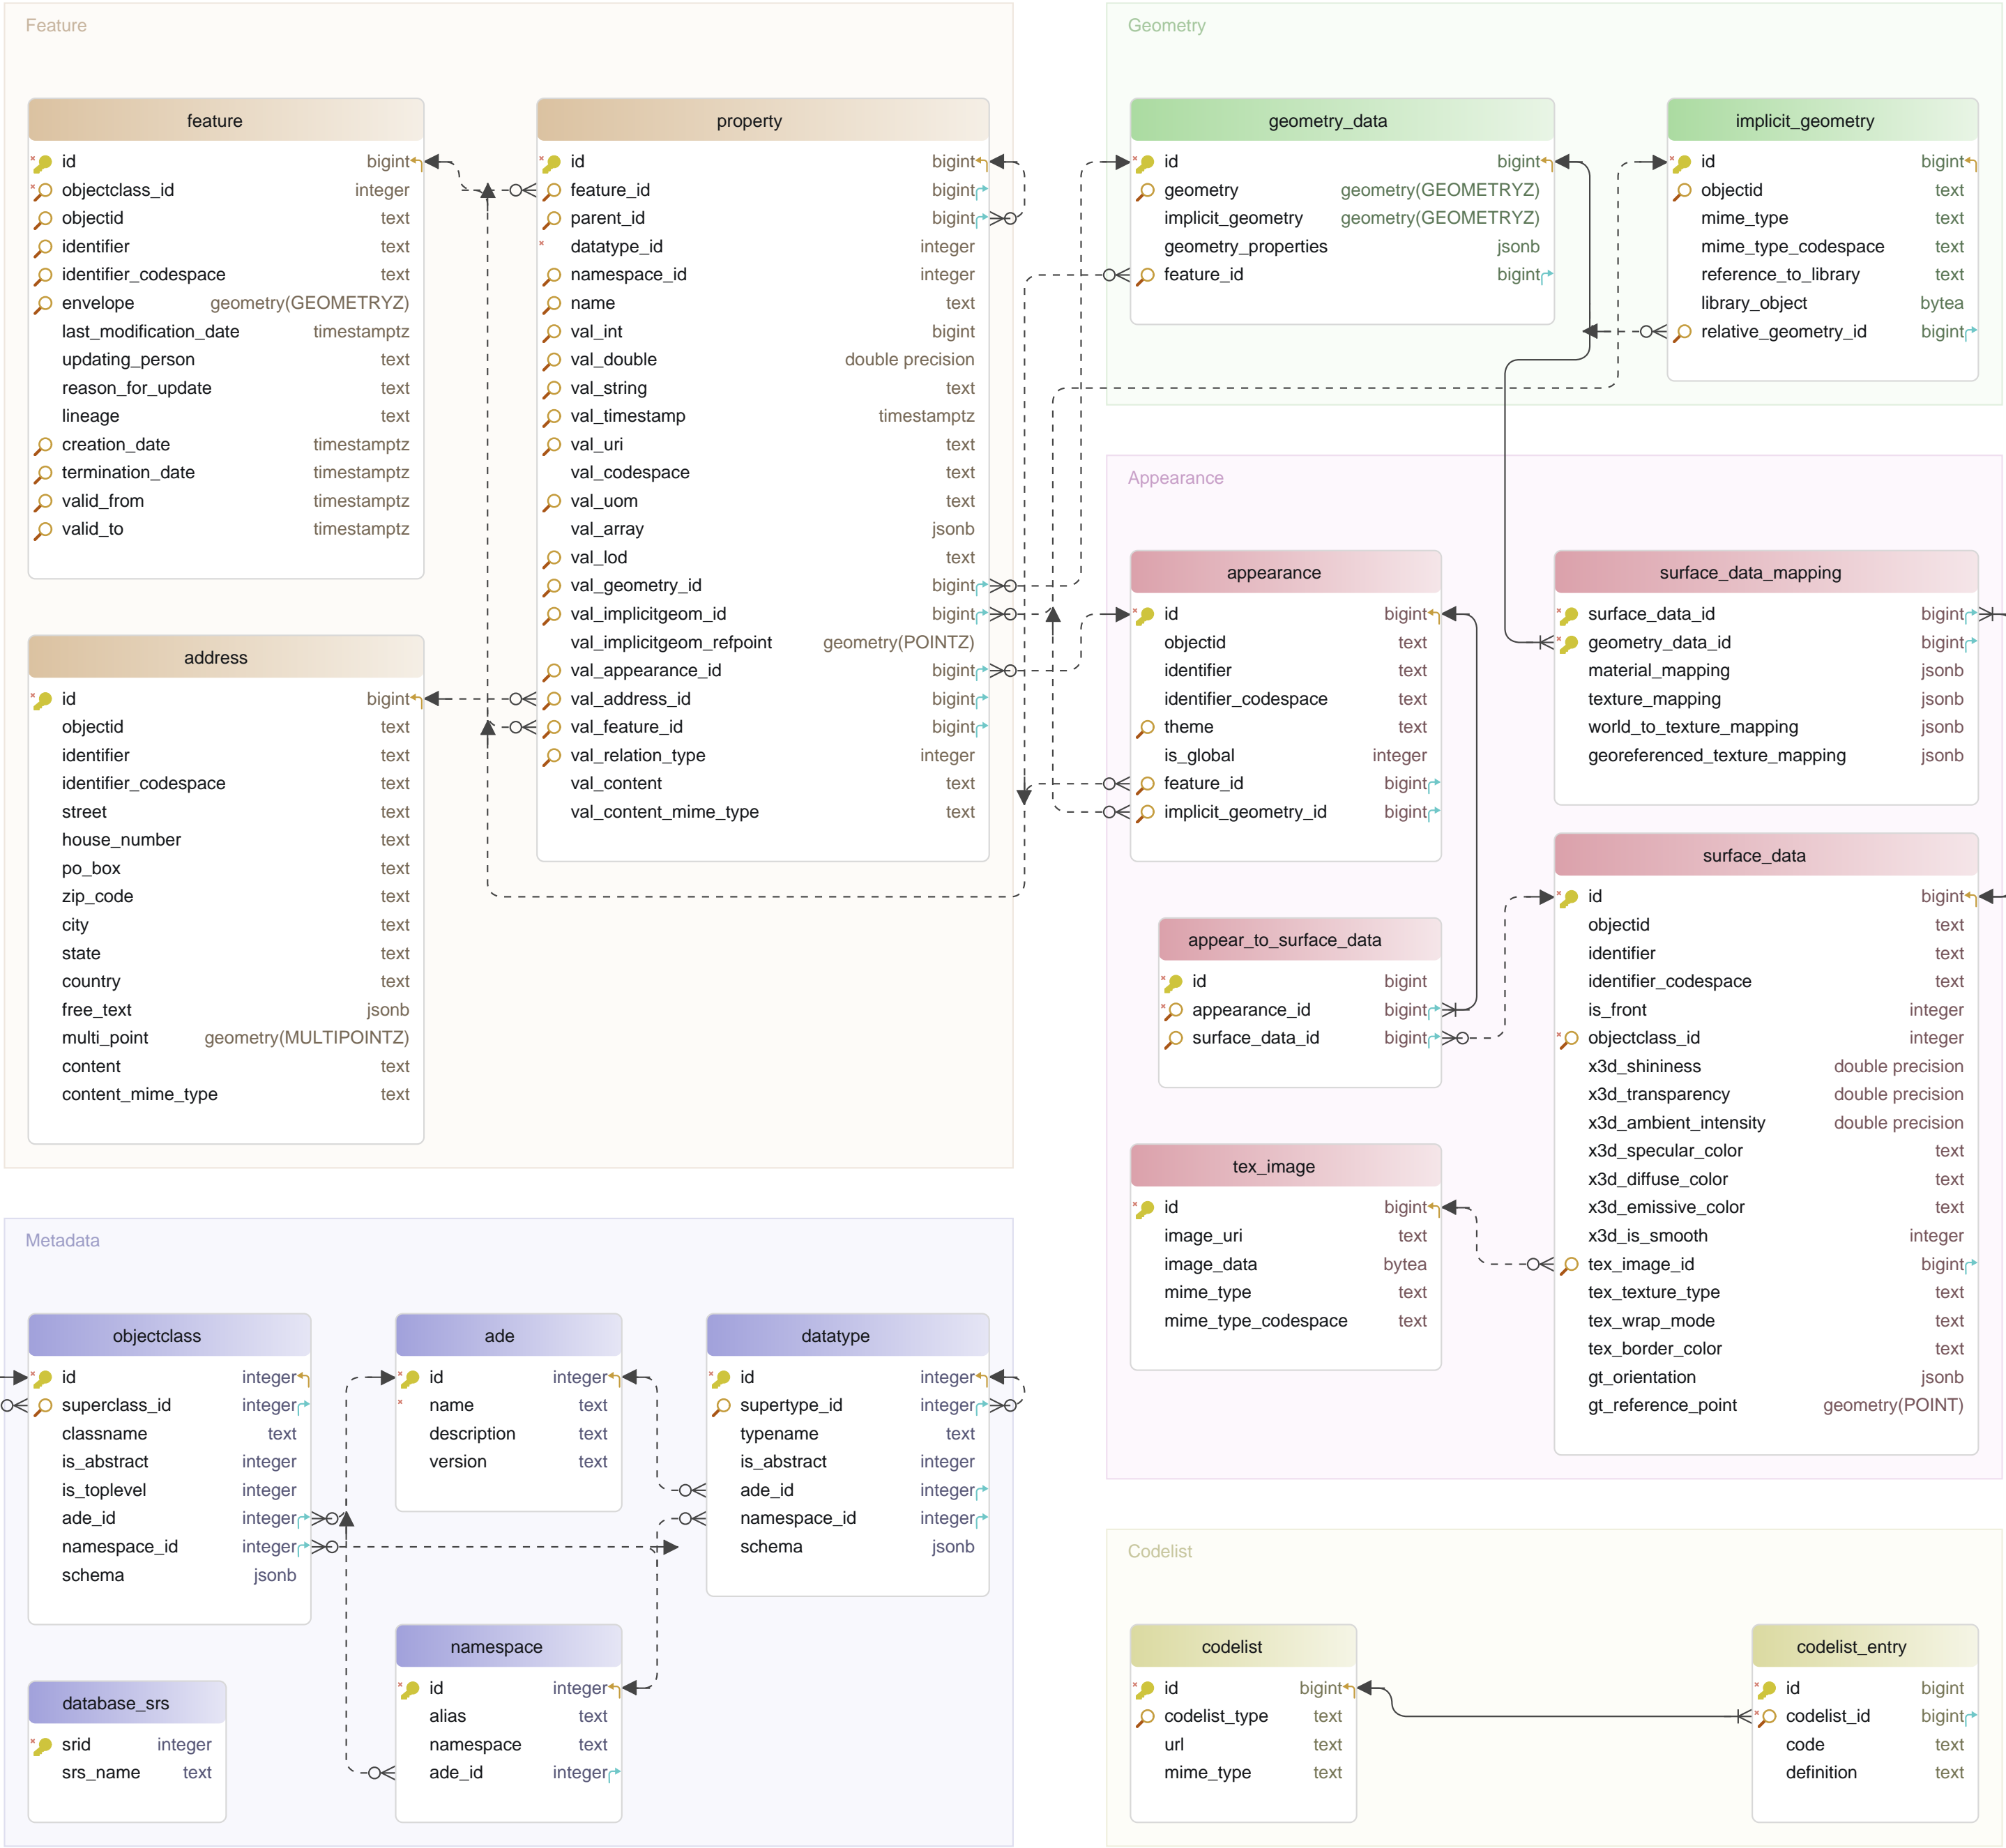 Feature
feature
id bigint
objectclass_id integer
objectid text
identifier text
identifier_codespace text
envelope geometry(GEOMETRYZ)
last_modification_date timestamptz
updating_person text
reason_for_update text
lineage text
creation_date timestamptz
termination_date timestamptz
valid_from timestamptz
valid_to timestamptz
property
id bigint
feature_id bigint
parent_id bigint
datatype_id integer
namespace_id integer
name text
val_int bigint
val_double double precision
val_string text
val_timestamp timestamptz
val_uri text
val_codespace text
val_uom text
val_array jsonb
val_lod text
val_geometry_id bigint
val_implicitgeom_id bigint
val_implicitgeom_refpoint geometry(POINTZ)
val_appearance_id bigint
val_address_id bigint
val_feature_id bigint
val_relation_type integer
val_content text
val_content_mime_type text
address
id bigint
objectid text
identifier text
identifier_codespace text
street text
house_number text
po_box text
zip_code text
city text
state text
country text
free_text jsonb
multi_point geometry(MULTIPOINTZ)
content text
content_mime_type text
Geometry
geometry_data
id bigint
geometry geometry(GEOMETRYZ)
implicit_geometry geometry(GEOMETRYZ)
geometry_properties jsonb
feature_id bigint
implicit_geometry
id bigint
objectid text
mime_type text
mime_type_codespace text
reference_to_library text
library_object bytea
relative_geometry_id bigint
Appearance
appearance
id bigint
objectid text
identifier text
identifier_codespace text
theme text
is_global integer
feature_id bigint
implicit_geometry_id bigint
surface_data_mapping
surface_data_id bigint
geometry_data_id bigint
material_mapping jsonb
texture_mapping jsonb
world_to_texture_mapping jsonb
georeferenced_texture_mapping jsonb
appear_to_surface_data
id bigint
appearance_id bigint
surface_data_id bigint
surface_data
id bigint
objectid text
identifier text
identifier_codespace text
is_front integer
objectclass_id integer
x3d_shininess double precision
x3d_transparency double precision
x3d_ambient_intensity double precision
x3d_specular_color text
x3d_diffuse_color text
x3d_emissive_color text
x3d_is_smooth integer
tex_image_id bigint
tex_texture_type text
tex_wrap_mode text
tex_border_color text
gt_orientation jsonb
gt_reference_point geometry(POINT)
tex_image
id bigint
image_uri text
image_data bytea
mime_type text
mime_type_codespace text
Metadata
objectclass
id integer
superclass_id integer
classname text
is_abstract integer
is_toplevel integer
ade_id integer
namespace_id integer
schema jsonb
ade
id integer
name text
description text
version text
datatype
id integer
supertype_id integer
typename text
is_abstract integer
ade_id integer
namespace_id integer
schema jsonb
database_srs
srid integer
srs_name text
namespace
id integer
alias text
namespace text
ade_id integer
Codelist
codelist
id bigint
codelist_type text
url text
mime_type text
codelist_entry
id bigint
codelist_id bigint
code text
definition text